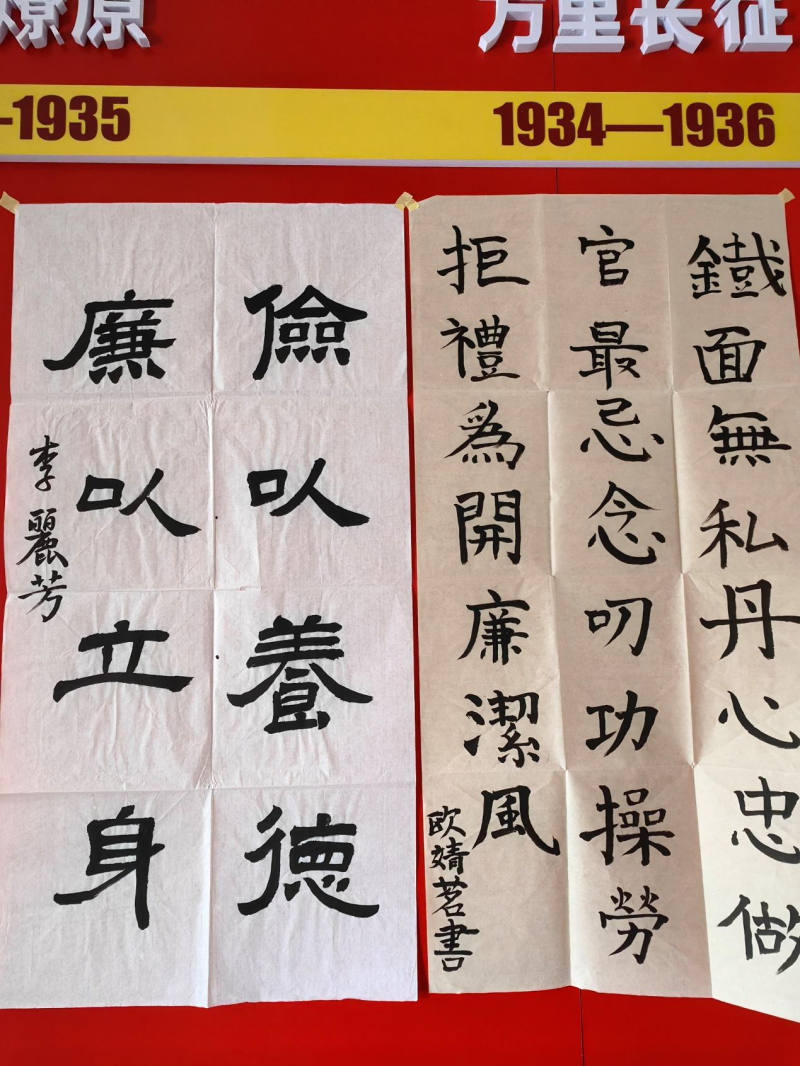 燎原
万里长征
—1935
1934—1936
儉以養德
廉以立身
李麗芳
鐵面無私丹心忠做
官最忌念叨功操勞
拒禮為開廉潔風
欧婧茗書